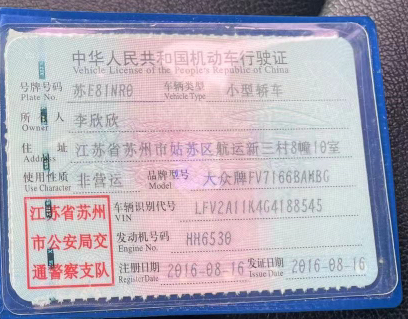 中华人民共和国机动车行驶证
Vehicle License of the People's Republic of China
号牌号码 苏E81NR0 车辆类型 小型轿车
Plate No. Vehicle Type
所有人 李欣欣
Owner
住址 江苏省苏州市姑苏区航运新三村8幢10室
Address
使用性质 非营运 品牌型号 大众牌FV7166BAMBG
Use Character Model
江苏省苏州 车辆识别代号 LFV2A11K4G4188545
VIN
市公安局交 发动机号码 HH6530
Engine No.
通警察支队 注册日期 2016-08-16 发证日期 2016-08-16
Register Date Issue Date